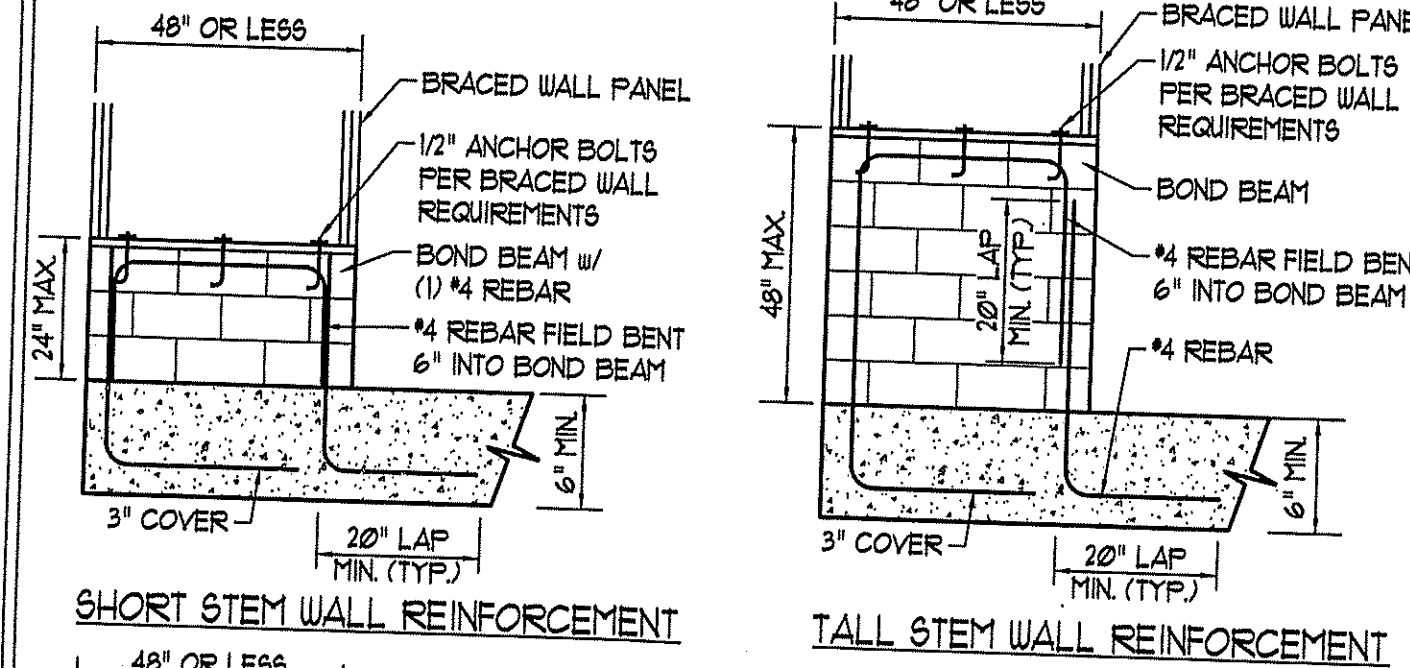 48" OR LESS
BRACED WALL PANEL
1/2" ANCHOR BOLTS
PER BRACED WALL
REQUIREMENTS
BOND BEAM w/
(1) #4 REBAR
#4 REBAR FIELD BENT
6" INTO BOND BEAM
24" MAX.
6" MIN.
3" COVER
20" LAP
MIN. (TYP.)
SHORT STEM WALL REINFORCEMENT
48" OR LESS
48" OR LESS
BRACED WALL PANE
1/2" ANCHOR BOLTS
PER BRACED WALL
REQUIREMENTS
BOND BEAM
#4 REBAR FIELD BEN
6" INTO BOND BEAM
#4 REBAR
48" MAX.
20" LAP
MIN. (TYP.)
6" MIN.
3" COVER
20" LAP
MIN. (TYP.)
TALL STEM WALL REINFORCEMENT